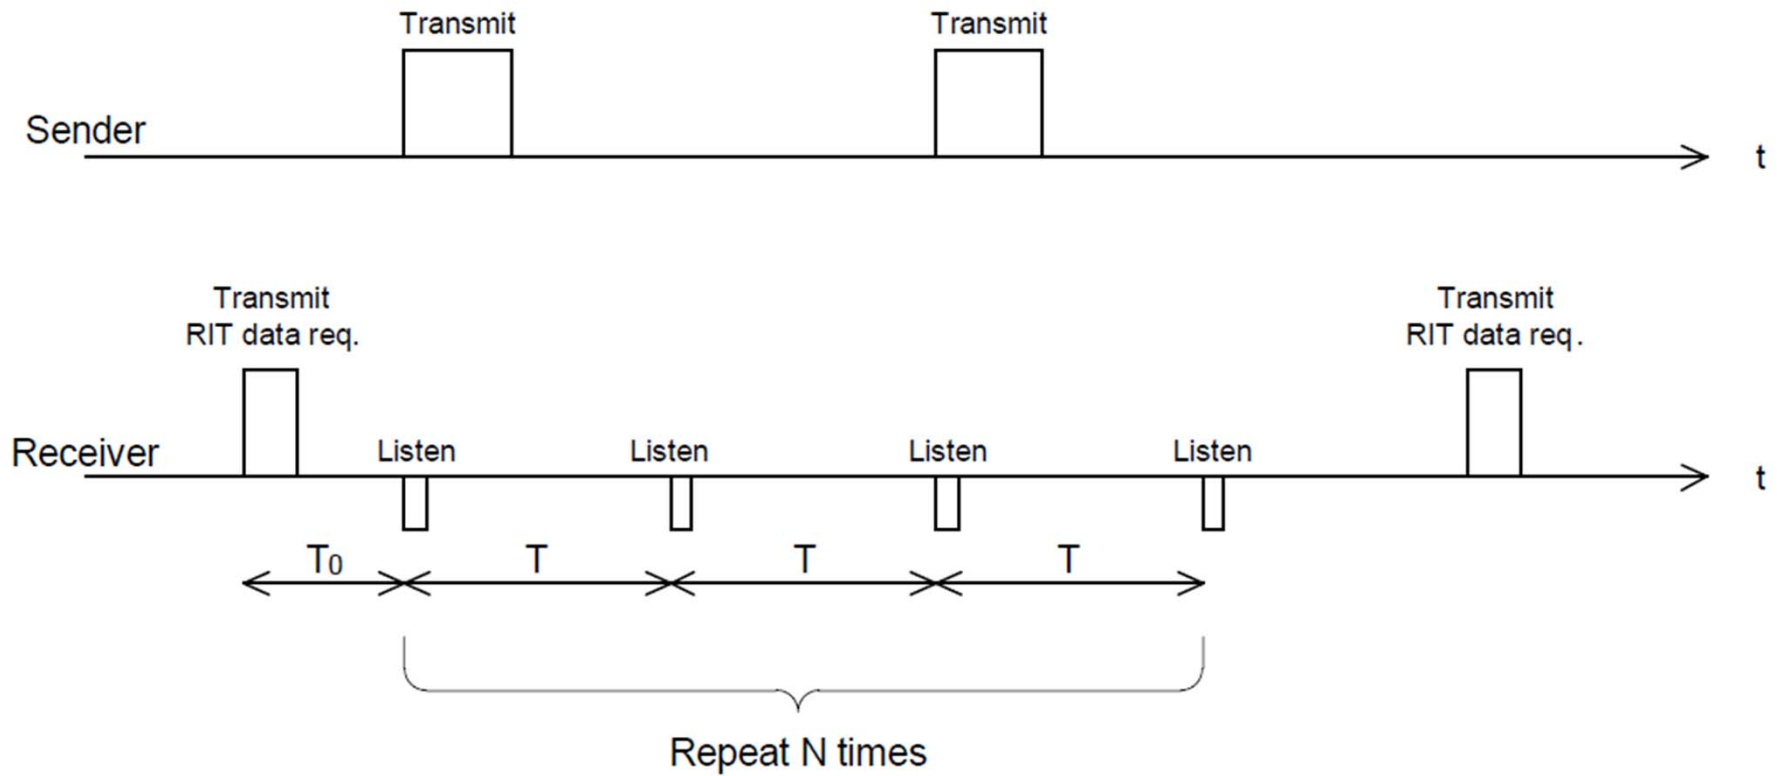 Transmit Transmit
Sender
t
Transmit Transmit
RIT data req. RIT data req.
Receiver Listen Listen Listen Listen
t
T0 T T T
Repeat N times